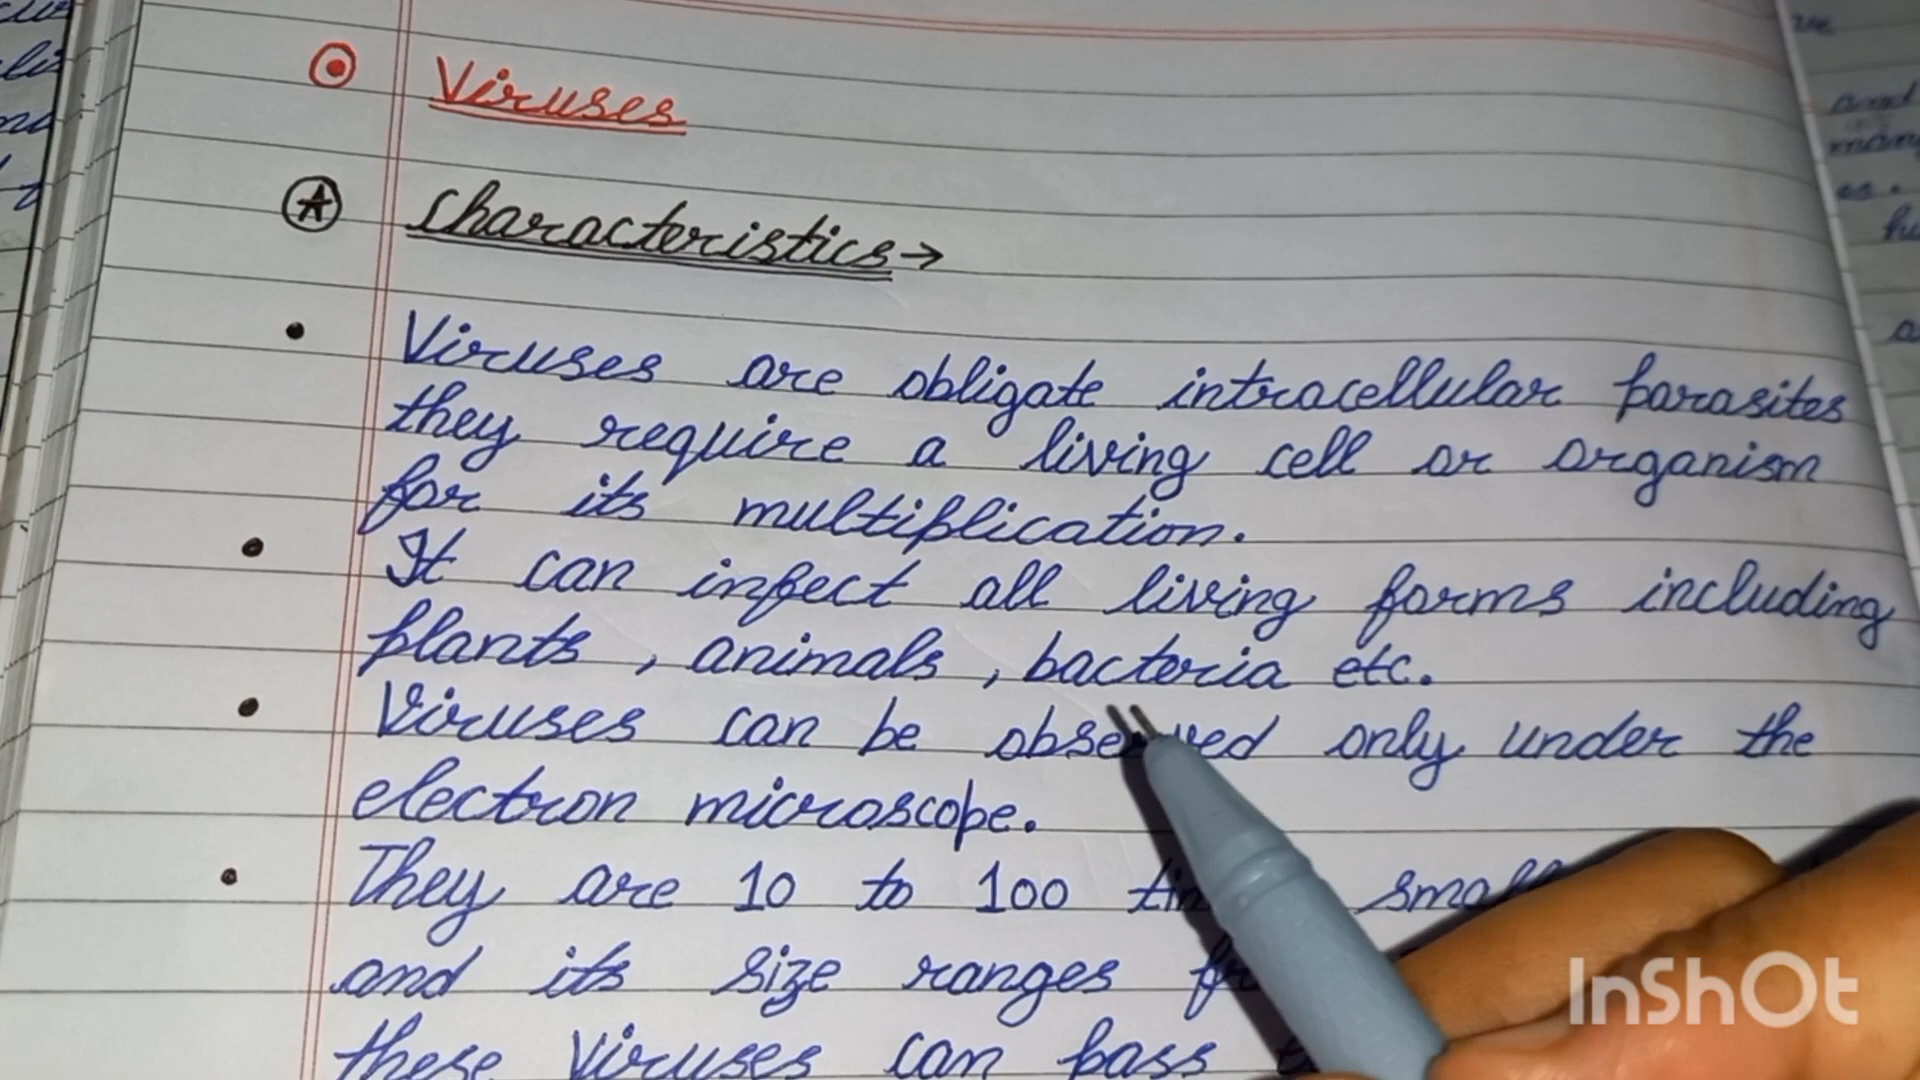 Viruses
A Characteristics→
• Viruses are obligate intracellular parasites
they require a living cell or organism
for its multiplication.
• It can infect all living forms including
plants, animals, bacteria etc.
• Viruses can be observed only under the
electron microscope.
• They are 10 to 100
and its size ranges
these viruses can pass
and
InShOt